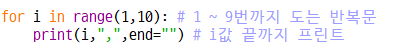 for i in range(1,10): # 1 ~ 9번까지 도는 반복문
    print(i,",",end="") # i값 끝까지 프린트